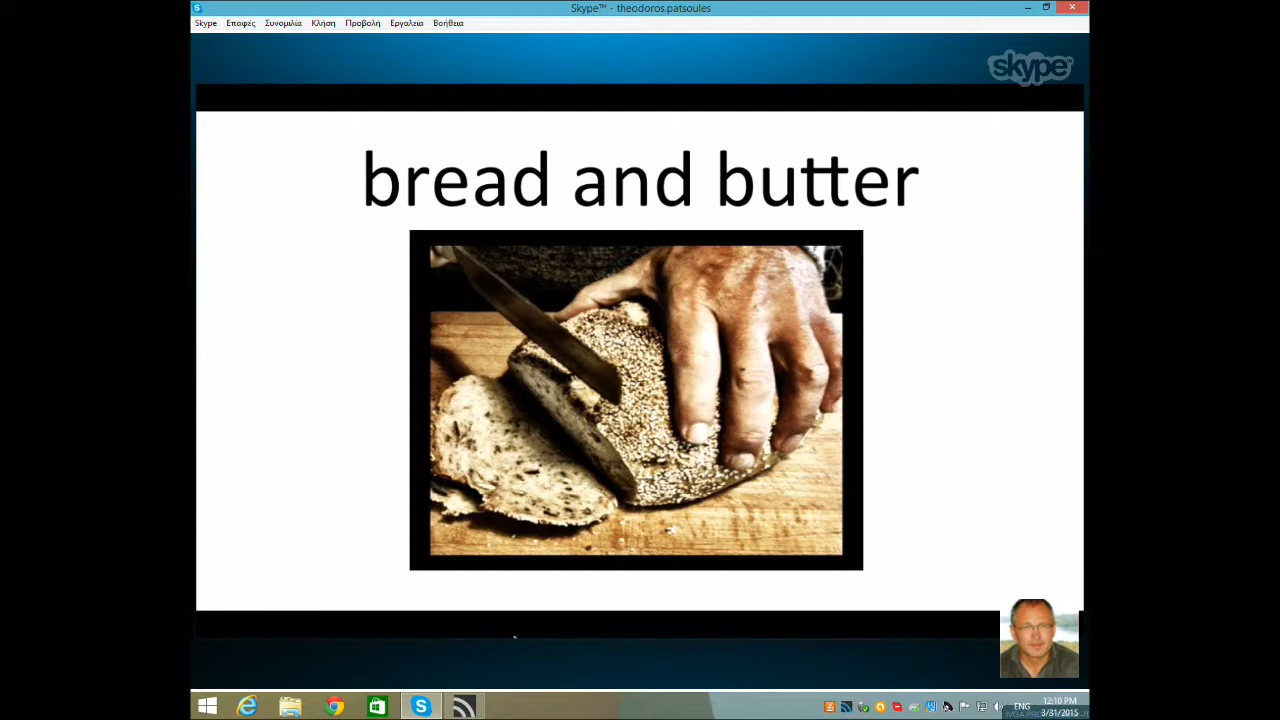 Skype™ - theodoros.patsoules
Skype Επαφές Συνομιλία Κλήση Προβολή Εργαλεία Βοήθεια
skype™
bread and butter
ENG
12:10 PM
3/31/2015